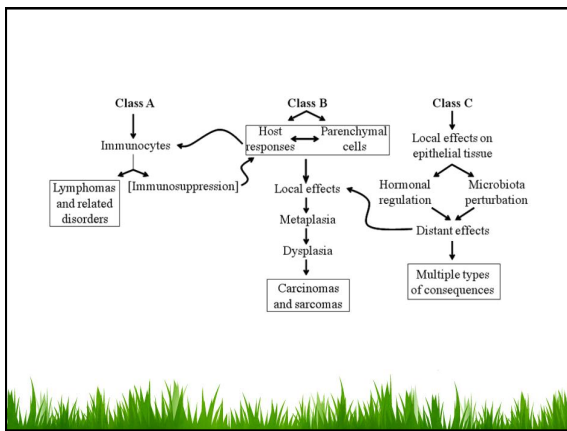 Class A
Immunocytes
Lymphomas
and related
disorders
[Immunosuppression]
Class B
Host
responses
Parenchymal
cells
Local effects
Metaplasia
Dysplasia
Carcinomas
and sarcomas
Class C
Local effects on
epithelial tissue
Hormonal
regulation
Microbiota
perturbation
Distant effects
Multiple types
of consequences